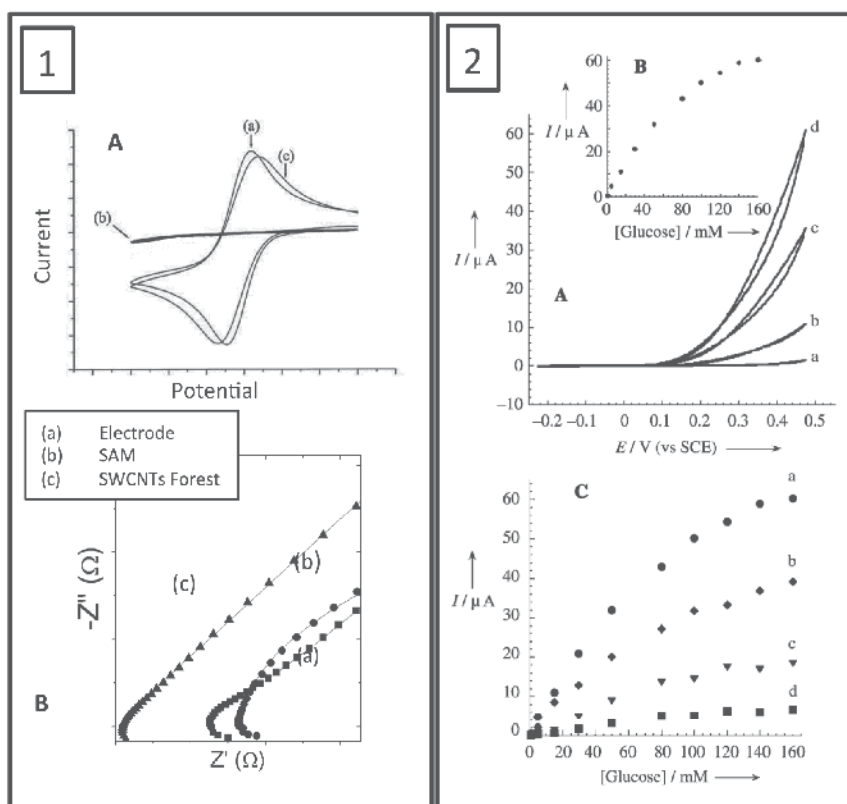 1
A
(a)
(c)
(b)
Current
Potential
(a) Electrode
(b) SAM
(c) SWCNTs Forest
-Z" (Ω)
(c)
(b)
(a)
B
Z' (Ω)
2
60
40
20
0
I / μ A
B
0 40 80 120 160
[Glucose] / mM
60
50
40
30
20
10
0
−10
I / μ A
A
d
c
b
a
−0.2 −0.1 0 0.1 0.2 0.3 0.4 0.5
E / V (vs SCE)
60
50
40
30
20
10
0
I / μ A
C
a
b
c
d
0 20 40 60 80 100 120 140 160
[Glucose] / mM